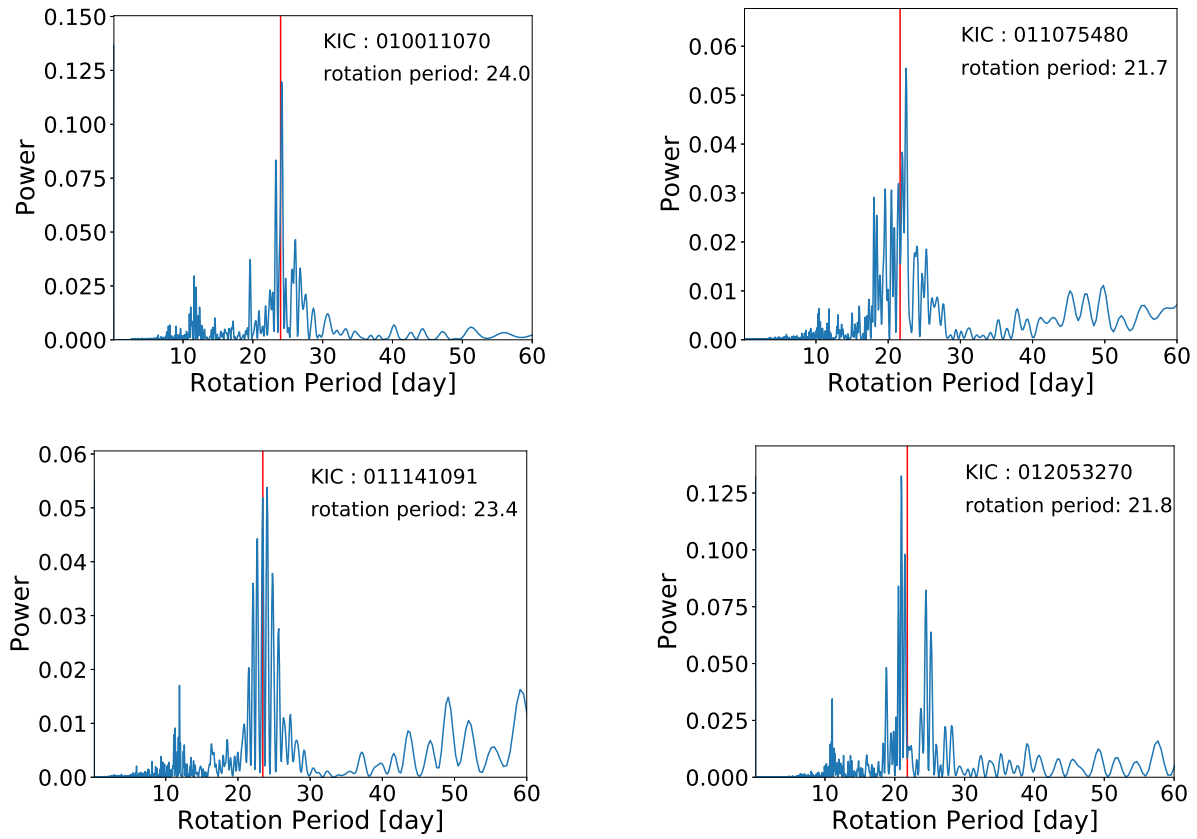 0.150
0.125
0.100
0.075
0.050
0.025
0.000
Power
KIC : 010011070
rotation period: 24.0
10 20 30 40 50 60
Rotation Period [day]
0.06
0.05
0.04
0.03
0.02
0.01
0.00
Power
KIC : 011075480
rotation period: 21.7
10 20 30 40 50 60
Rotation Period [day]
0.06
0.05
0.04
0.03
0.02
0.01
0.00
Power
KIC : 011141091
rotation period: 23.4
10 20 30 40 50 60
Rotation Period [day]
0.125
0.100
0.075
0.050
0.025
0.000
Power
KIC : 012053270
rotation period: 21.8
10 20 30 40 50 60
Rotation Period [day]